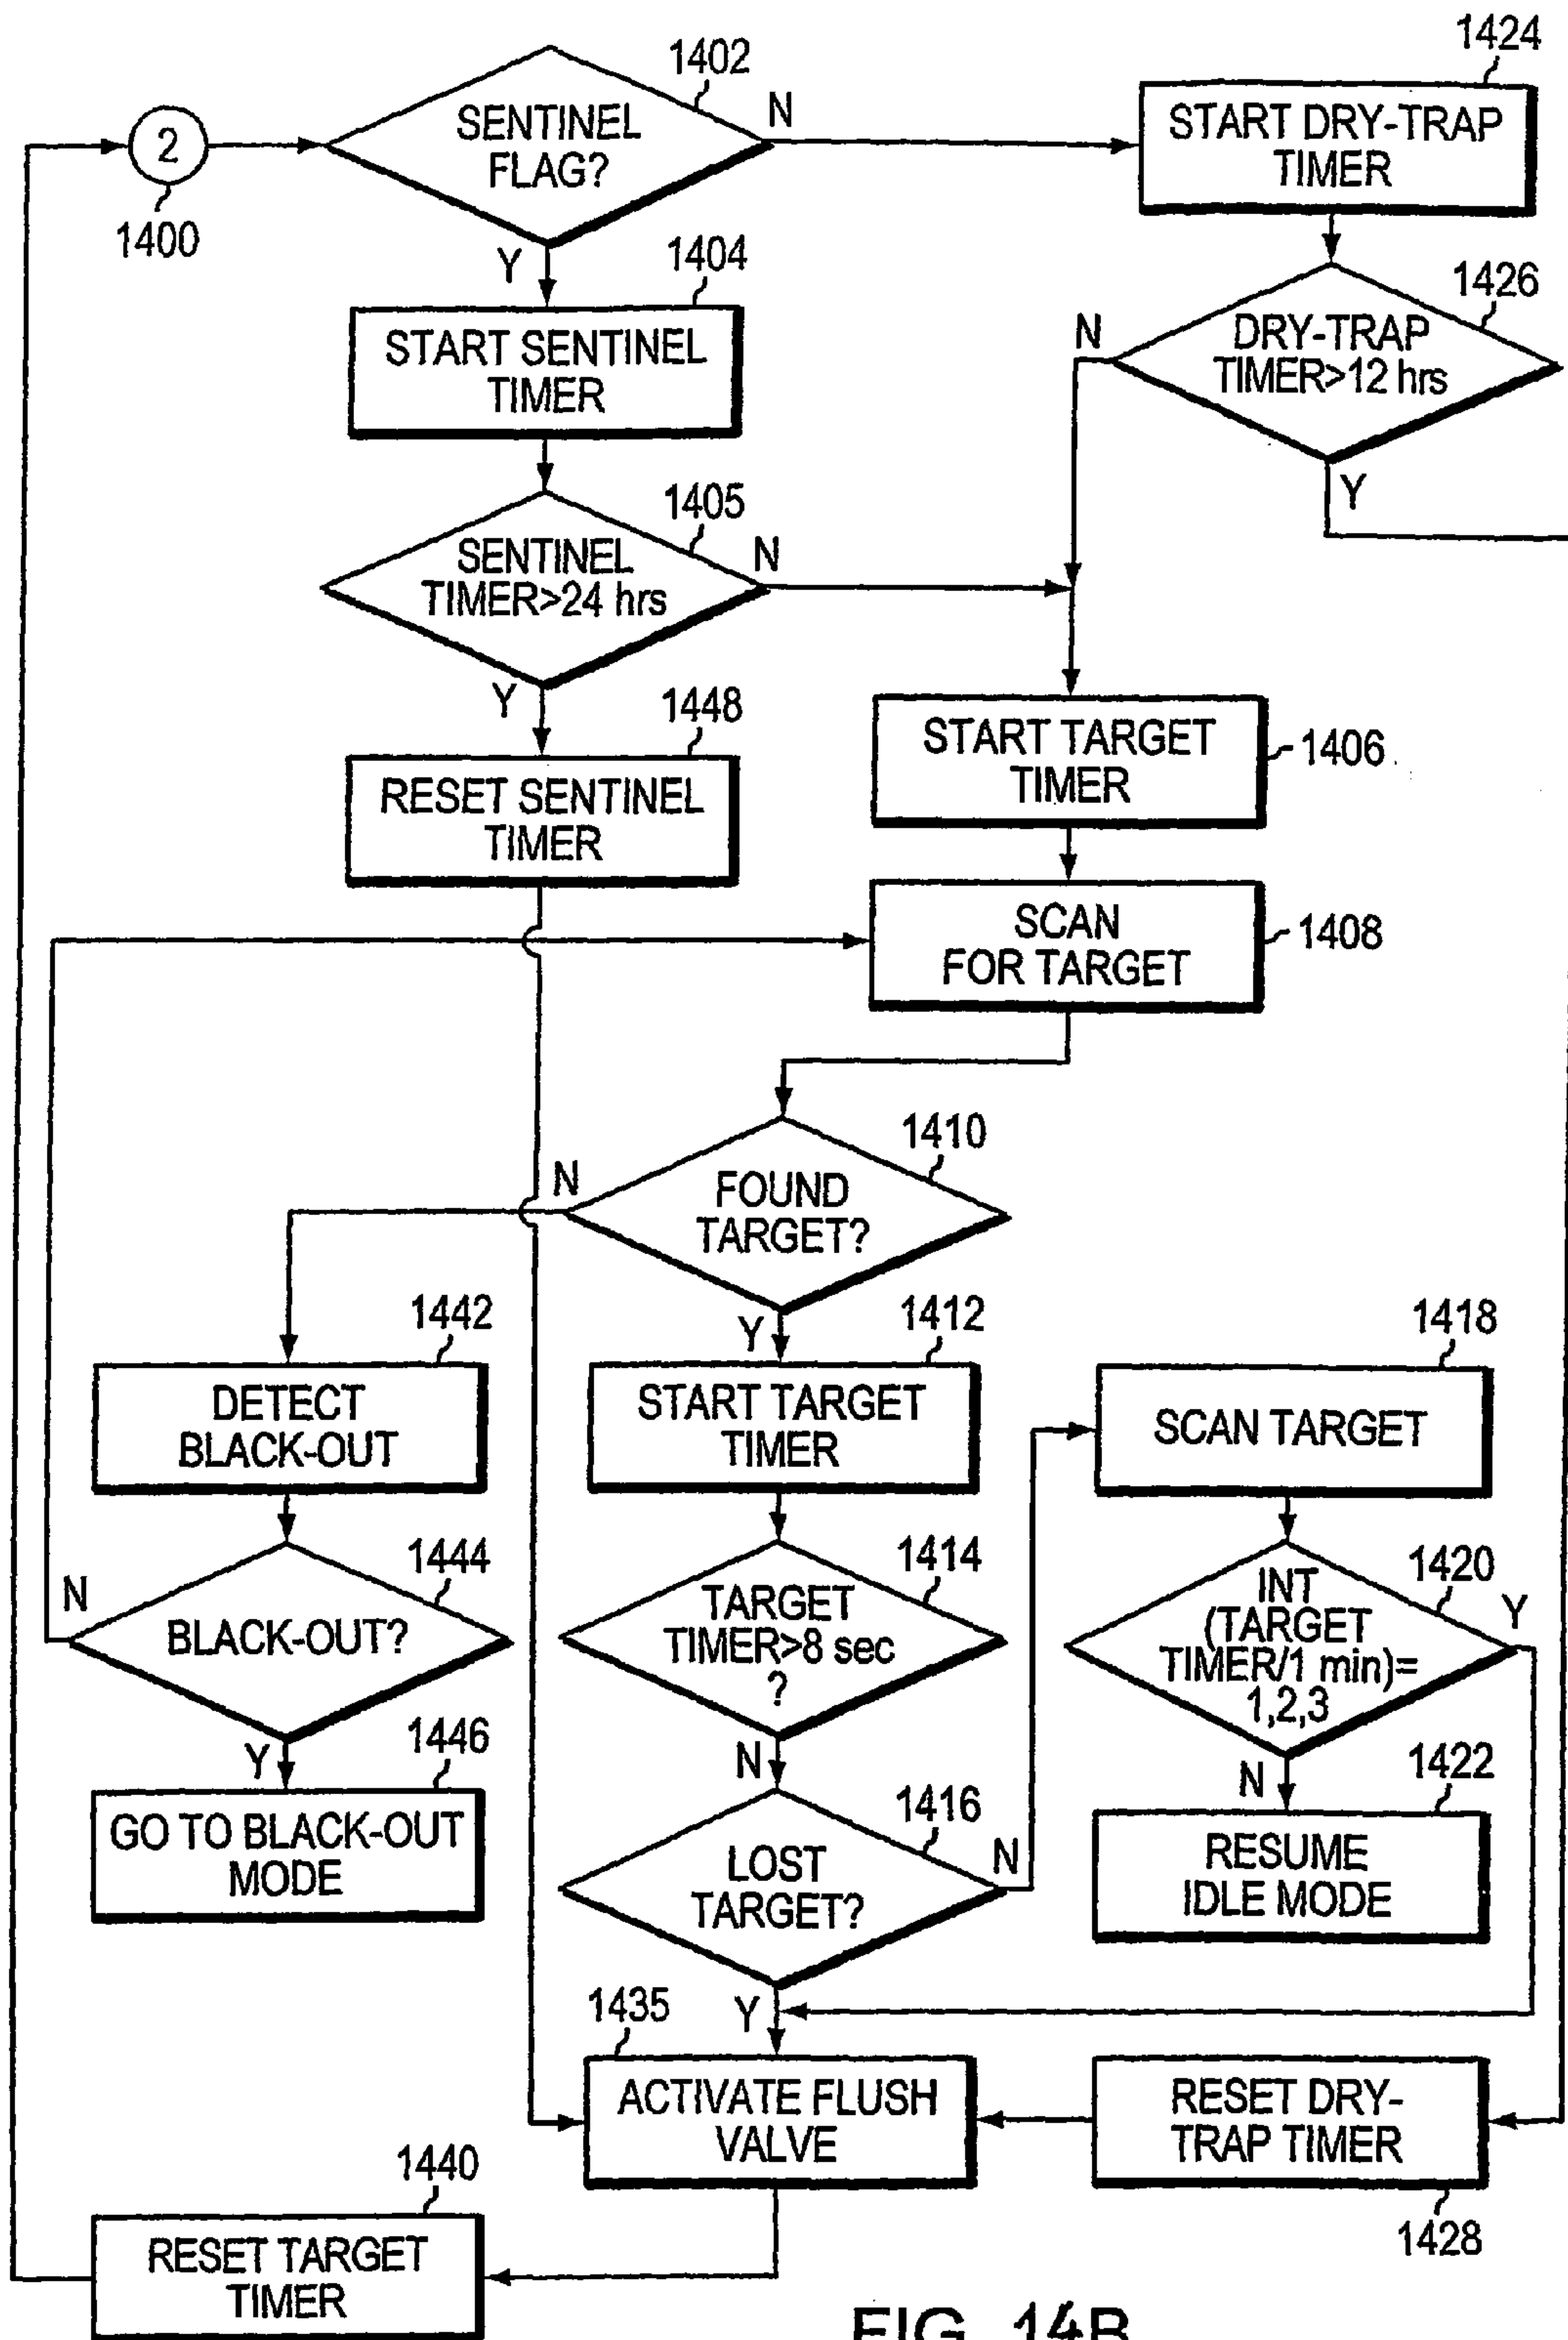 1402
SENTINEL
FLAG?
N
Y
2
1400
1424
START DRY-TRAP
TIMER
1404
START SENTINEL
TIMER
1426
DRY-TRAP
TIMER>12 hrs
N
Y
1405
SENTINEL
TIMER>24 hrs
N
Y
1448
RESET SENTINEL
TIMER
START TARGET
TIMER
1406
SCAN
FOR TARGET
1408
1410
FOUND
TARGET?
N
Y
1442
DETECT
BLACK-OUT
1412
START TARGET
TIMER
1418
SCAN TARGET
1444
BLACK-OUT?
N
Y
1414
TARGET
TIMER>8 sec
?
N
1420
INT
(TARGET
TIMER/1 min)=
1,2,3
Y
N
1446
GO TO BLACK-OUT
MODE
1416
LOST
TARGET?
N
Y
1422
RESUME
IDLE MODE
1435
ACTIVATE FLUSH
VALVE
RESET DRY-
TRAP TIMER
1428
1440
RESET TARGET
TIMER
FIG. 14B